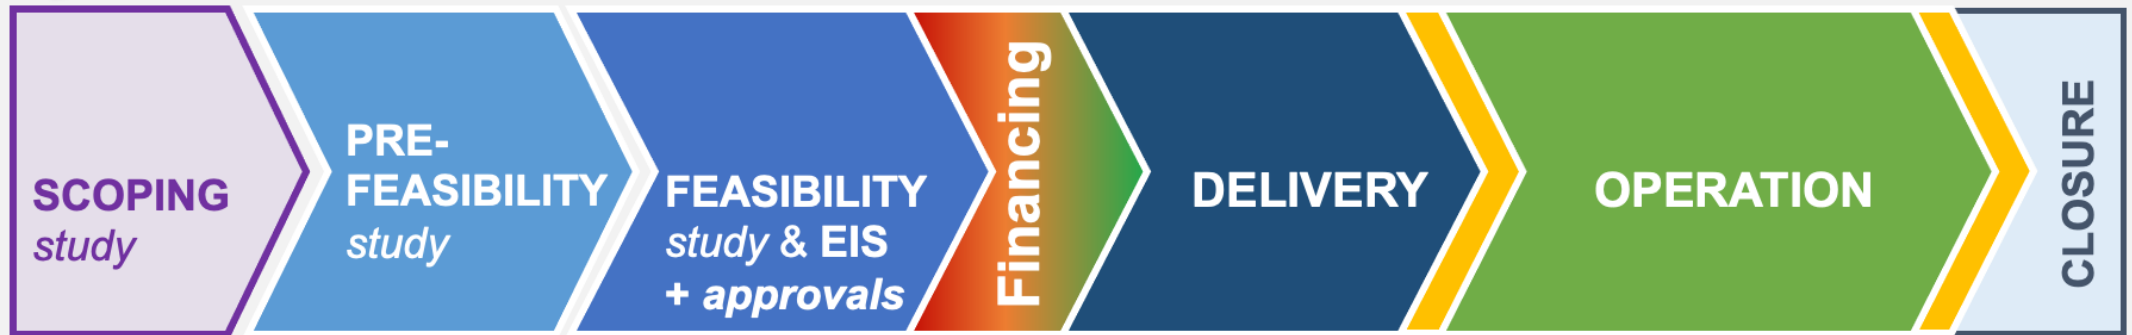 SCOPING
study
PRE-
FEASIBILITY
study
FEASIBILITY
study & EIS
+ approvals
Financing
DELIVERY
OPERATION
CLOSURE